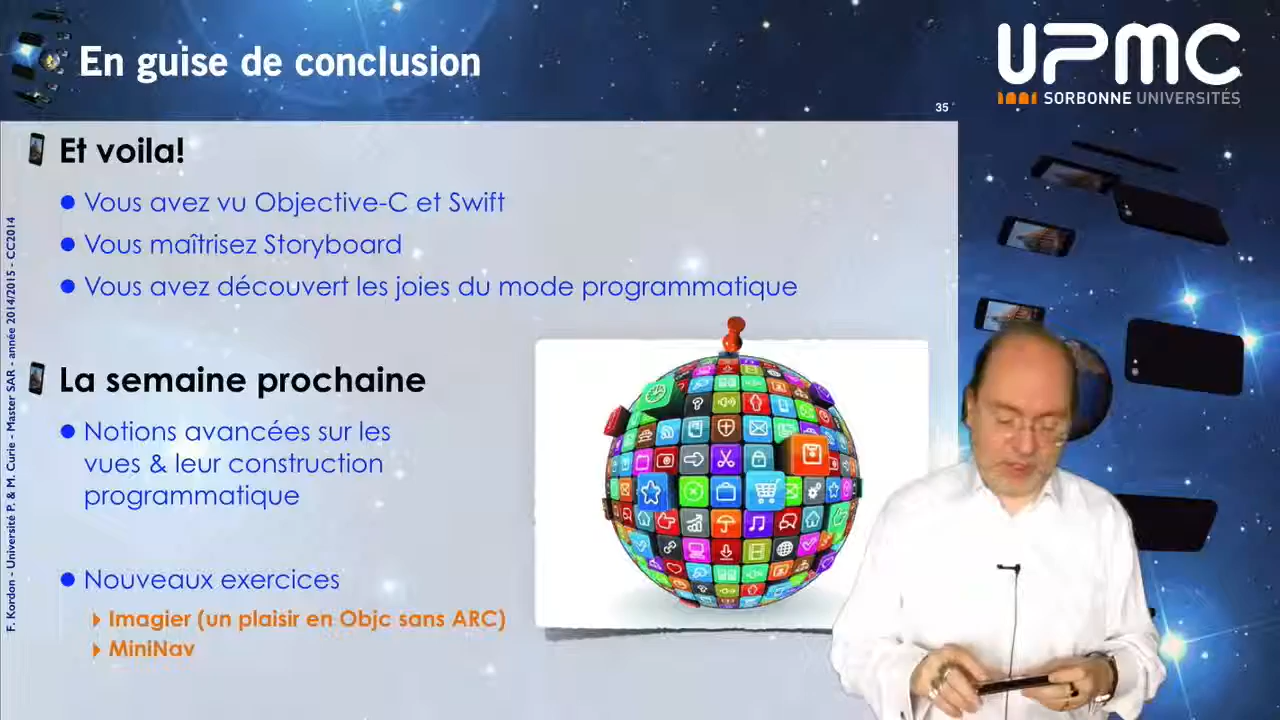 En guise de conclusion
UPMC
SORBONNE UNIVERSITÉS
35
Et voila!
Vous avez vu Objective-C et Swift
Vous maîtrisez Storyboard
Vous avez découvert les joies du mode programmatique
La semaine prochaine
Notions avancées sur les
vues & leur construction
programmatique
Nouveaux exercices
Imagier (un plaisir en Objc sans ARC)
MiniNav
F. Kordon - Université P. & M. Curie - Master SAR - année 2014/2015 - CC2014